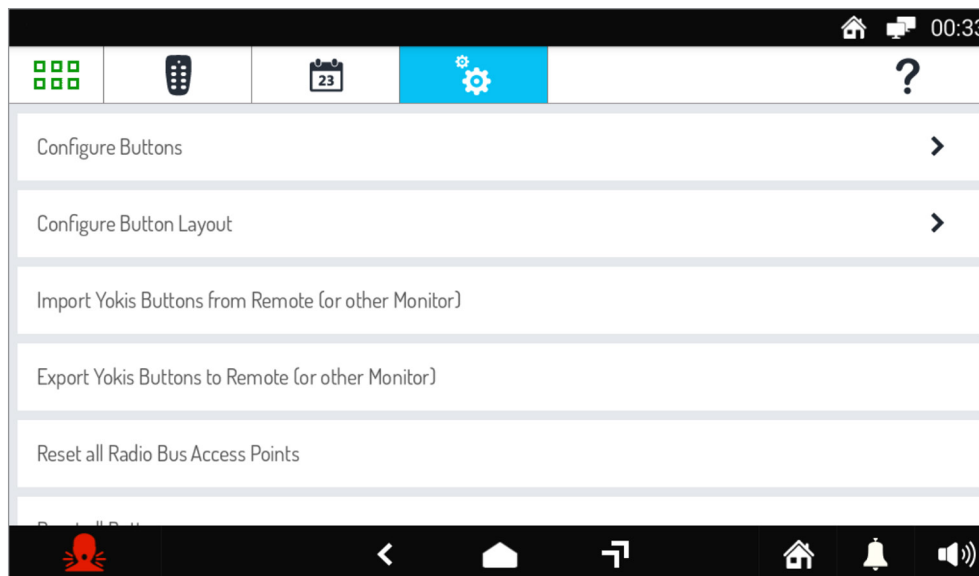 00:33
23
?
Configure Buttons
Configure Button Layout
Import Yokis Buttons from Remote (or other Monitor)
Export Yokis Buttons to Remote (or other Monitor)
Reset all Radio Bus Access Points